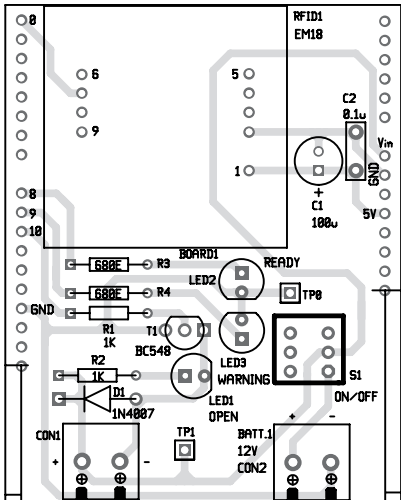 0
RFID1
EM18
6
5
C2
0.1u
9
Vin
1
GND
8
+
C1
5V
9
100u
10
BOARD1
READY
680E
R3
LED2
680E
R4
TP0
GND
R1
1K
T1
BC548
LED3
R2
WARNING
1K
S1
D1
LED1
ON/OFF
1N4007
OPEN
+
-
CON1
TP1
BATT.1
12V
+
-
CON2